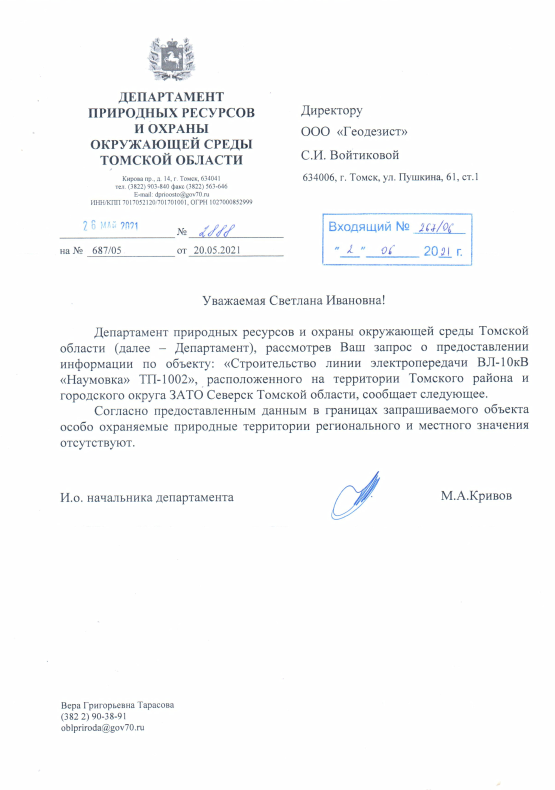 ДЕПАРТАМЕНТ
ПРИРОДНЫХ РЕСУРСОВ
И ОХРАНЫ
ОКРУЖАЮЩЕЙ СРЕДЫ
ТОМСКОЙ ОБЛАСТИ
Кирова пр., д. 14, г. Томск, 634041
тел. (3822) 903-840 факс (3822) 563-646
E-mail: dproosto@gov70.ru
ИНН/КПП 7017052120/701701001, ОГРН 1027000852999
26 МАЙ 2021 № 2888
на № 687/05 от 20.05.2021
Директору
ООО «Геодезист»
С.И. Войтиковой
634006, г. Томск, ул. Пушкина, 61, ст.1
Входящий № 267/06
"2" 06 2021 г.
Уважаемая Светлана Ивановна!
Департамент природных ресурсов и охраны окружающей среды Томской
области (далее – Департамент), рассмотрев Ваш запрос о предоставлении
информации по объекту: «Строительство линии электропередачи ВЛ-10кВ
«Наумовка» ТП-1002», расположенного на территории Томского района и
городского округа ЗАТО Северск Томской области, сообщает следующее.
Согласно предоставленным данным в границах запрашиваемого объекта
особо охраняемые природные территории регионального и местного значения
отсутствуют.
И.о. начальника департамента М.А.Кривов
Вера Григорьевна Тарасова
(382 2) 90-38-91
oblpriroda@gov70.ru